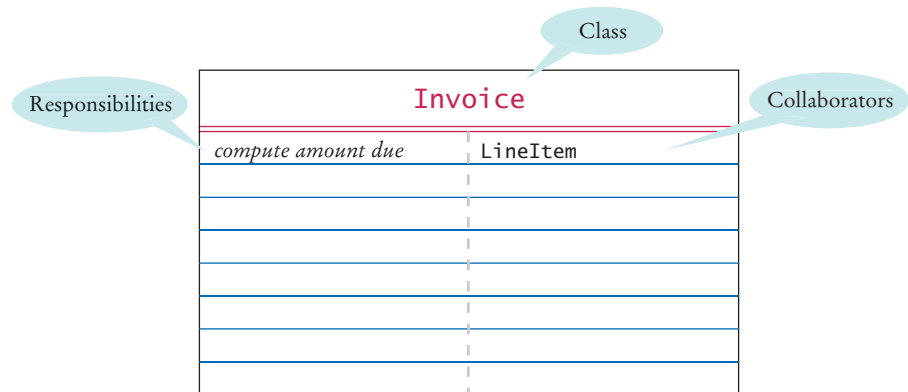 Class
Invoice
Responsibilities
Collaborators
compute amount due LineItem